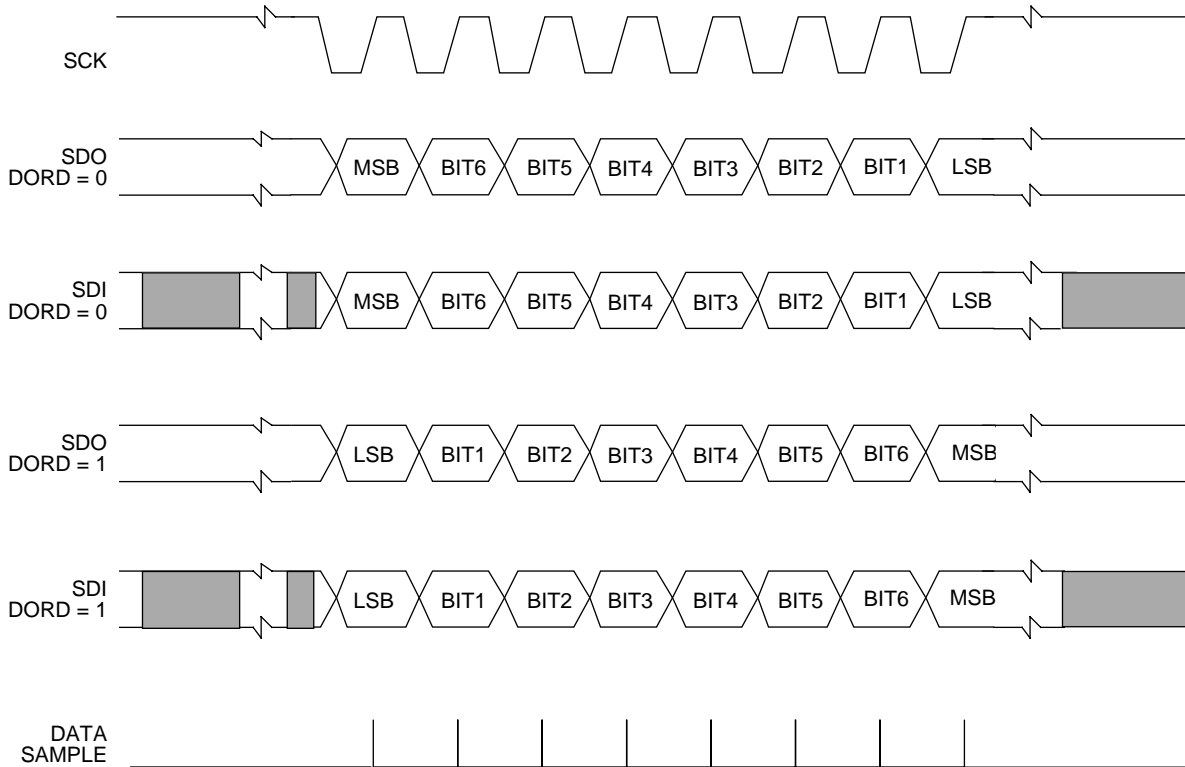 SCK
SDO
DORD = 0
MSB BIT6 BIT5 BIT4 BIT3 BIT2 BIT1 LSB
SDI
DORD = 0
MSB BIT6 BIT5 BIT4 BIT3 BIT2 BIT1 LSB
SDO
DORD = 1
LSB BIT1 BIT2 BIT3 BIT4 BIT5 BIT6 MSB
SDI
DORD = 1
LSB BIT1 BIT2 BIT3 BIT4 BIT5 BIT6 MSB
DATA
SAMPLE